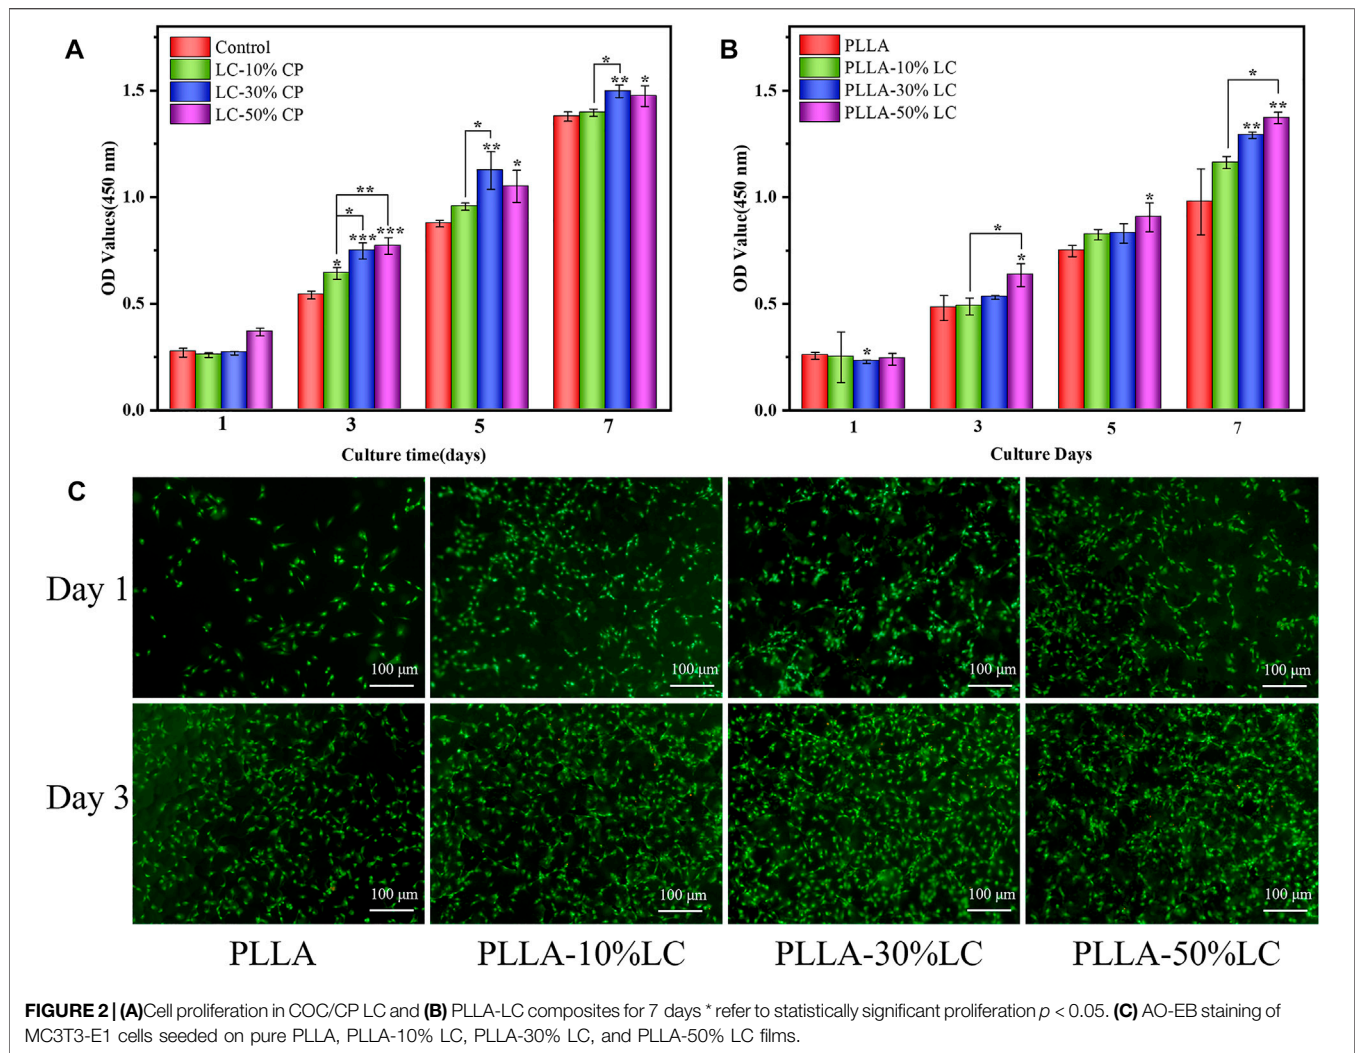 A
Control
LC-10% CP
LC-30% CP
LC-50% CP
OD Values(450 nm)
1.5
1.0
0.5
0.0
* ** *
* ** *
** * *** *** *
1 3 5 7
Culture time(days)
B
PLLA
PLLA-10% LC
PLLA-30% LC
PLLA-50% LC
OD Value(450 nm)
1.5
1.0
0.5
0.0
* ** **
*
* *
*
1 3 5 7
Culture Days
C
Day 1
100 μm 100 μm 100 μm 100 μm
Day 3
100 μm 100 μm 100 μm 100 μm
PLLA PLLA-10%LC PLLA-30%LC PLLA-50%LC
FIGURE 2 | (A)Cell proliferation in COC/CP LC and (B) PLLA-LC composites for 7 days * refer to statistically significant proliferation p < 0.05. (C) AO-EB staining of
MC3T3-E1 cells seeded on pure PLLA, PLLA-10% LC, PLLA-30% LC, and PLLA-50% LC films.